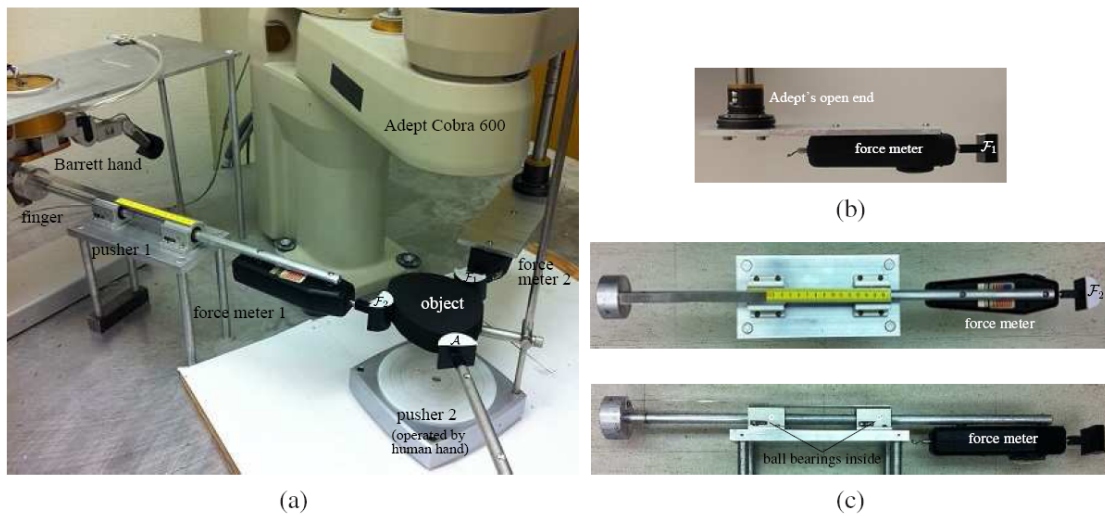 Adept Cobra 600
Barrett hand
finger
pusher 1
force meter 1
F₂
F₁
force
meter 2
object
A
pusher 2
(operated by
human hand)
(a)
Adept's open end
force meter
F₁
(b)
F₂
force meter
force meter
ball bearings inside
(c)